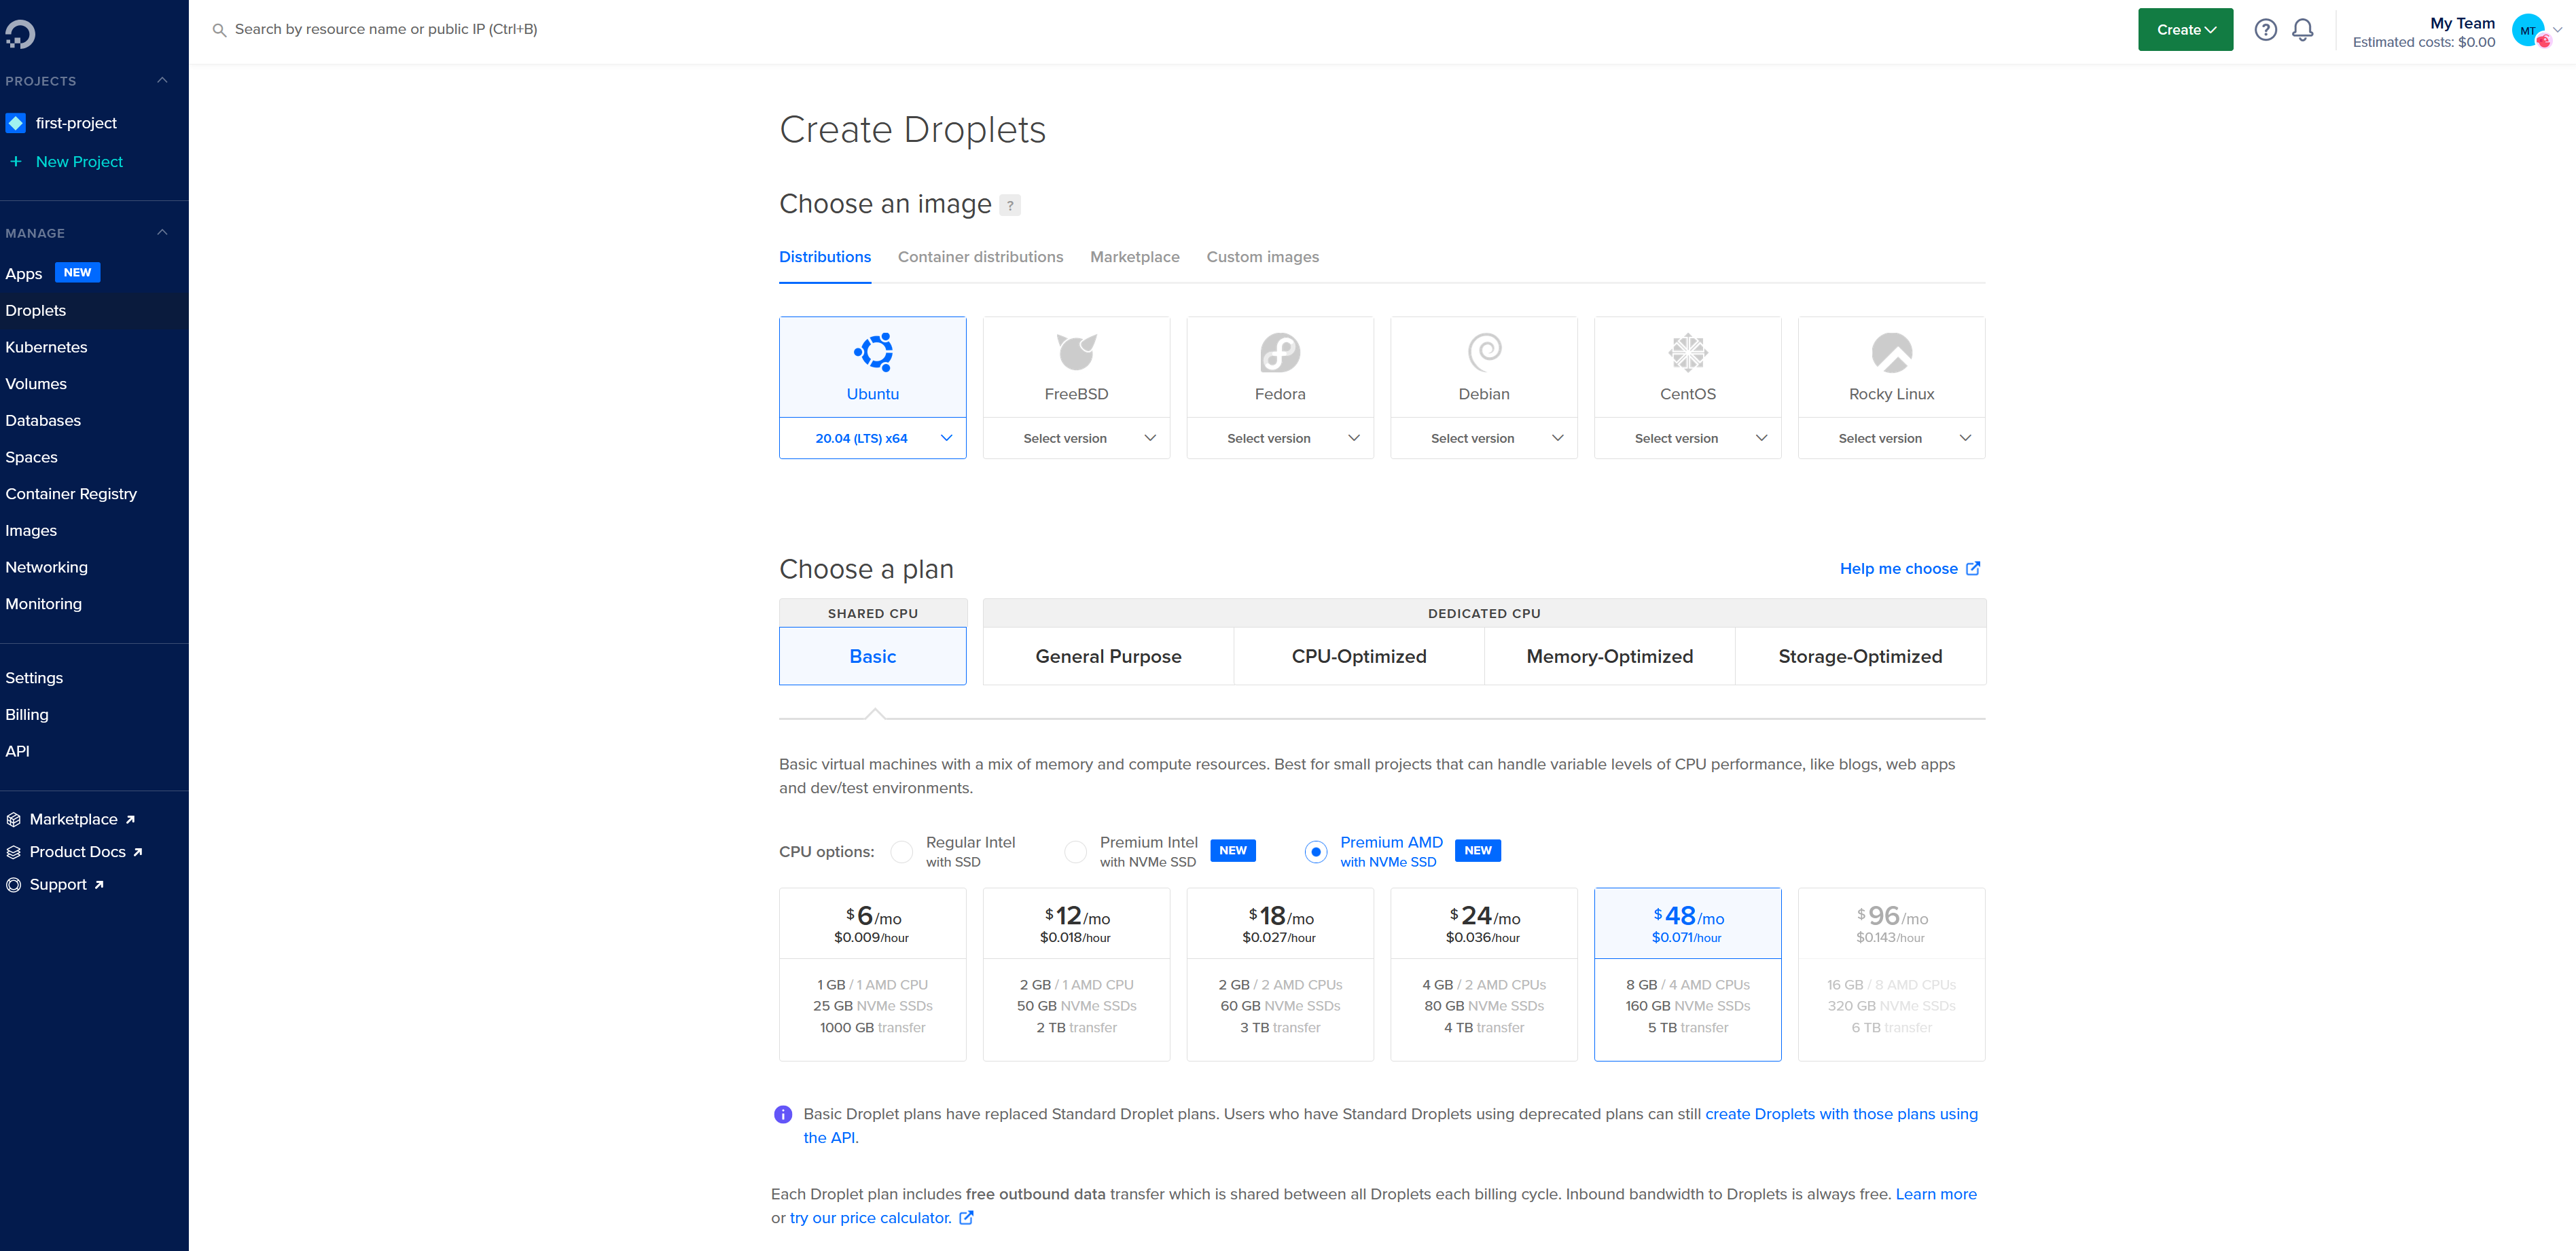 Search by resource name or public IP (Ctrl+B)
Create
?
My Team
Estimated costs: $0.00
MT
PROJECTS
first-project
+ New Project
MANAGE
Apps NEW
Droplets
Kubernetes
Volumes
Databases
Spaces
Container Registry
Images
Networking
Monitoring
Settings
Billing
API
Marketplace
Product Docs
Support
Create Droplets
Choose an image ?
Distributions Container distributions Marketplace Custom images
Ubuntu FreeBSD Fedora Debian CentOS Rocky Linux
20.04 (LTS) x64 Select version Select version Select version Select version Select version
Choose a plan Help me choose
SHARED CPU DEDICATED CPU
Basic General Purpose CPU-Optimized Memory-Optimized Storage-Optimized
Basic virtual machines with a mix of memory and compute resources. Best for small projects that can handle variable levels of CPU performance, like blogs, web apps
and dev/test environments.
CPU options:
Regular Intel
with SSD
Premium Intel
with NVMe SSD
NEW
Premium AMD
with NVMe SSD
NEW
$6/mo
$0.009/hour
1 GB / 1 AMD CPU
25 GB NVMe SSDs
1000 GB transfer
$12/mo
$0.018/hour
2 GB / 1 AMD CPU
50 GB NVMe SSDs
2 TB transfer
$18/mo
$0.027/hour
2 GB / 2 AMD CPUs
60 GB NVMe SSDs
3 TB transfer
$24/mo
$0.036/hour
4 GB / 2 AMD CPUs
80 GB NVMe SSDs
4 TB transfer
$48/mo
$0.071/hour
8 GB / 4 AMD CPUs
160 GB NVMe SSDs
5 TB transfer
$96/mo
$0.143/hour
16 GB / 8 AMD CPUs
320 GB NVMe SSDs
6 TB transfer
Basic Droplet plans have replaced Standard Droplet plans. Users who have Standard Droplets using deprecated plans can still create Droplets with those plans using
the API.
Each Droplet plan includes free outbound data transfer which is shared between all Droplets each billing cycle. Inbound bandwidth to Droplets is always free. Learn more
or try our price calculator.